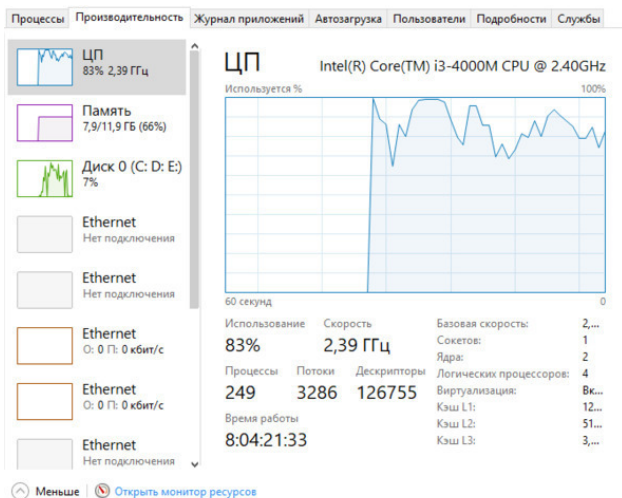 Процессы Производительность Журнал приложений Автозагрузка Пользователи Подробности Службы
ЦП
83% 2,39 ГГц
Память
7,9/11,9 ГБ (66%)
Диск 0 (C: D: E:)
7%
Ethernet
Нет подключения
Ethernet
Нет подключения
Ethernet
О: 0 П: 0 кбит/с
Ethernet
О: 0 П: 0 кбит/с
Ethernet
Нет подключения
ЦП Intel(R) Core(TM) i3-4000M CPU @ 2.40GHz
Используется % 100%
60 секунд 0
Использование Скорость
83% 2,39 ГГц
Процессы Потоки Дескрипторы
249 3286 126755
Время работы
8:04:21:33
Базовая скорость: 2,...
Сокетов: 1
Ядра: 2
Логических процессоров: 4
Виртуализация: Вк...
Кэш L1: 12...
Кэш L2: 51...
Кэш L3: 3,...
Меньше Открыть монитор ресурсов